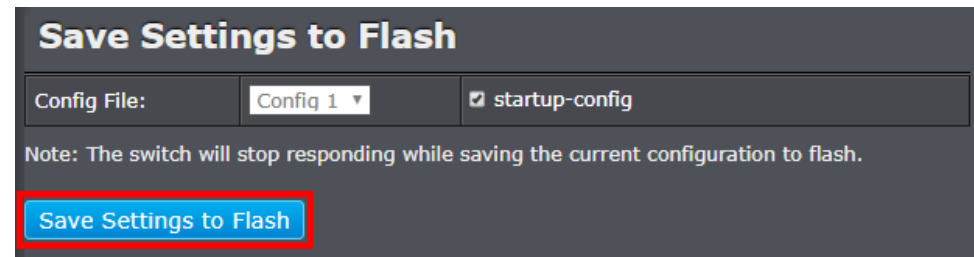 Save Settings to Flash
Config File: Config 1 startup-config
Note: The switch will stop responding while saving the current configuration to flash.
Save Settings to Flash